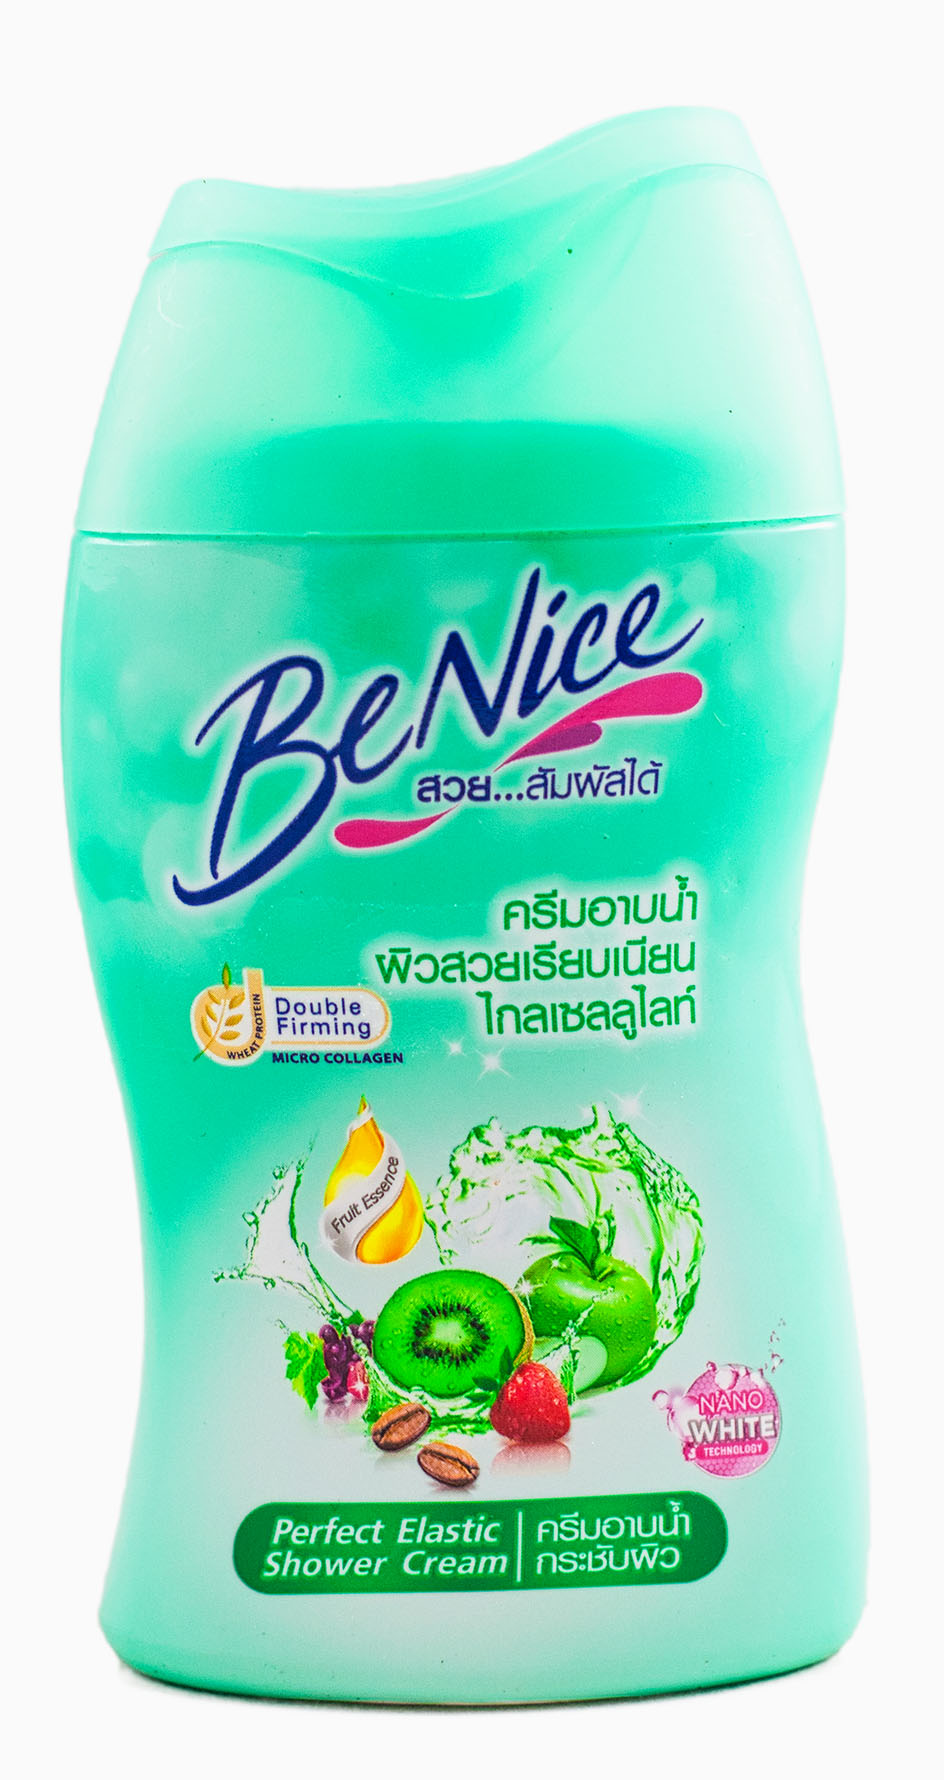 BeNice
สวย...สัมผัสได้
ครีมอาบน้ำ
ผิวสวยเรียบเนียน
ไกลเซลลูไลท์
WHEAT PROTEIN
Double
Firming
MICRO COLLAGEN
Fruit Essence
NANO
WHITE
TECHNOLOGY
Perfect Elastic
Shower Cream
ครีมอาบน้ำ
กระชับผิว